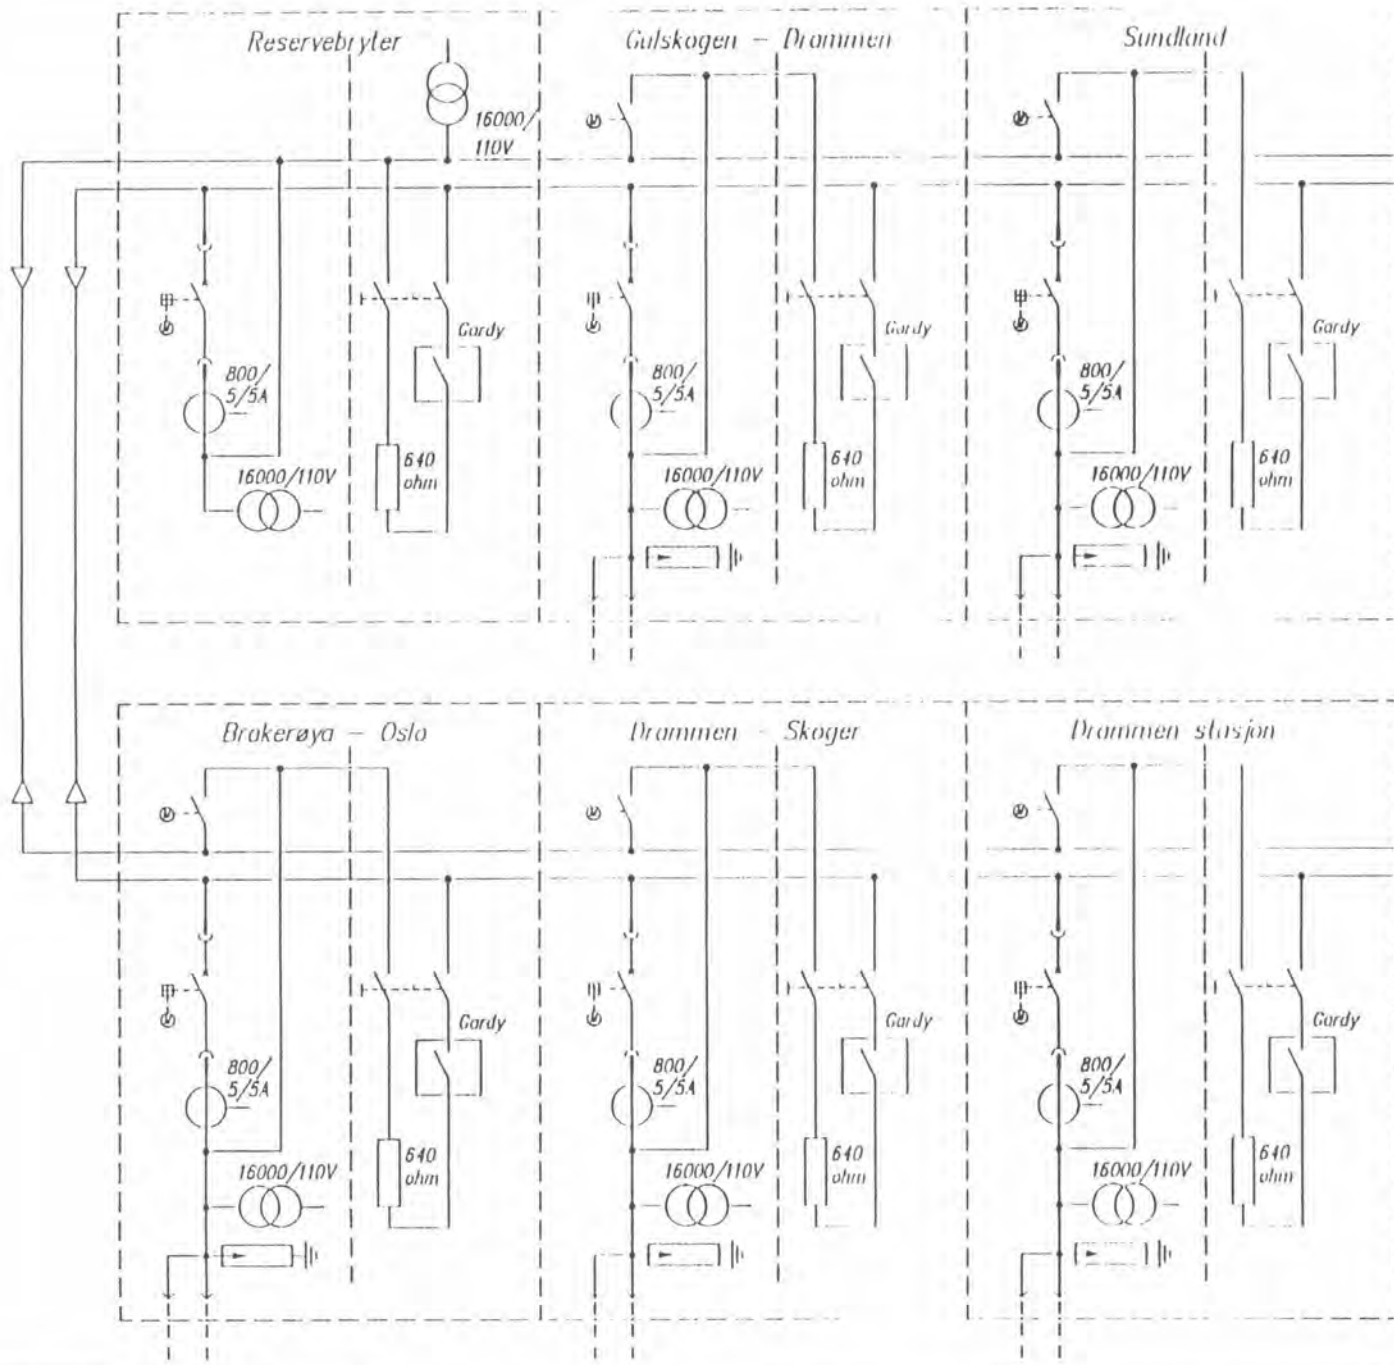 Reservebryter
16000/
110V
Gardy
800/
5/5A
16000/110V
640
ohm
Gulskogen - Drammen
Gardy
800/
5/5A
16000/110V
640
ohm
Sundland
Gardy
800/
5/5A
16000/110V
640
ohm
Brakerøya - Oslo
Gardy
800/
5/5A
16000/110V
640
ohm
Drammen - Skoger
Gardy
800/
5/5A
16000/110V
640
ohm
Drammen stasjon
Gardy
800/
5/5A
16000/110V
640
ohm